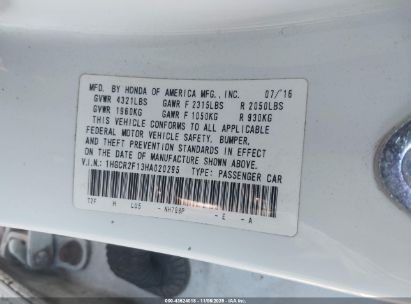 MFD. BY HONDA OF AMERICA MFG., INC. 07/16
GVWR 4321LBS GAWR F 2315LBS R 2050LBS
GVWR 1960KG GAWR F 1050KG R 930KG
THIS VEHICLE CONFORMS TO ALL APPLICABLE
FEDERAL MOTOR VEHICLE SAFETY, BUMPER,
AND THEFT PREVENTION STANDARDS IN EFFECT
ON THE DATE OF MANUFACTURE SHOWN ABOVE.
V.I.N.: 1HGCR2F13HA020295 TYPE: PASSENGER CAR
T2F H LU5 NH788P - E - A